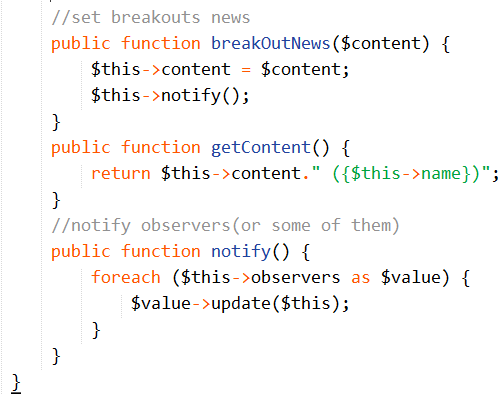 //set breakouts news
public function breakOutNews($content) {
$this->content = $content;
$this->notify();
}
public function getContent() {
return $this->content." ({$this->name})";
}
//notify observers(or some of them)
public function notify() {
foreach ($this->observers as $value) {
$value->update($this);
}
}
}